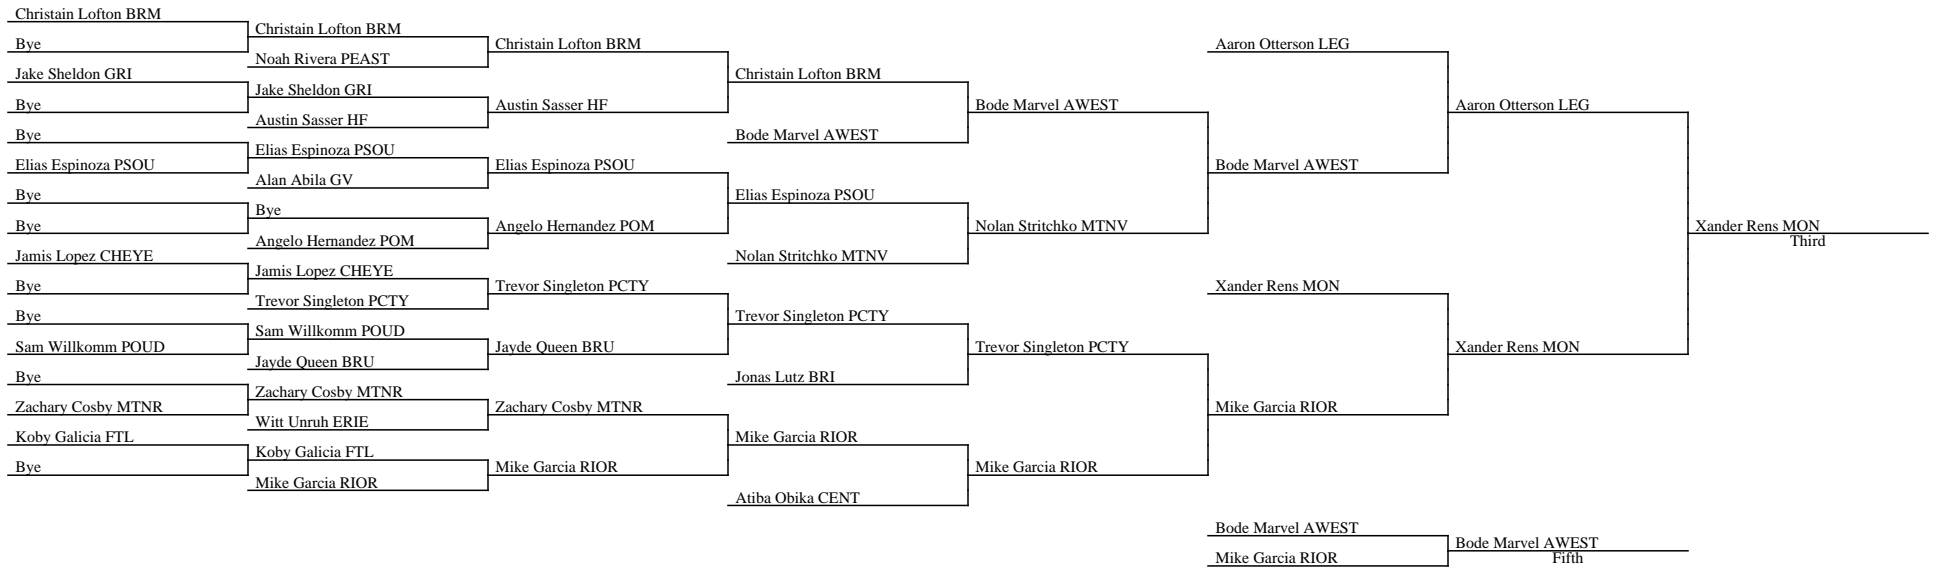 Christain Lofton BRM
Bye
Jake Sheldon GRI
Bye
Bye
Elias Espinoza PSOU
Bye
Bye
Jamis Lopez CHEYE
Bye
Bye
Sam Willkomm POUD
Bye
Zachary Cosby MTNR
Koby Galicia FTL
Bye
Christain Lofton BRM
Noah Rivera PEAST
Jake Sheldon GRI
Austin Sasser HF
Elias Espinoza PSOU
Alan Abila GV
Bye
Angelo Hernandez POM
Jamis Lopez CHEYE
Trevor Singleton PCTY
Sam Willkomm POUD
Jayde Queen BRU
Zachary Cosby MTNR
Witt Unruh ERIE
Koby Galicia FTL
Mike Garcia RIOR
Christain Lofton BRM
Austin Sasser HF
Elias Espinoza PSOU
Angelo Hernandez POM
Trevor Singleton PCTY
Jayde Queen BRU
Zachary Cosby MTNR
Mike Garcia RIOR
Christain Lofton BRM
Bode Marvel AWEST
Elias Espinoza PSOU
Nolan Stritchko MTNV
Trevor Singleton PCTY
Jonas Lutz BRI
Mike Garcia RIOR
Atiba Obika CENT
Bode Marvel AWEST
Nolan Stritchko MTNV
Trevor Singleton PCTY
Mike Garcia RIOR
Aaron Otterson LEG
Bode Marvel AWEST
Xander Rens MON
Mike Garcia RIOR
Aaron Otterson LEG
Xander Rens MON
Xander Rens MON
Third
Bode Marvel AWEST
Mike Garcia RIOR
Bode Marvel AWEST
Fifth